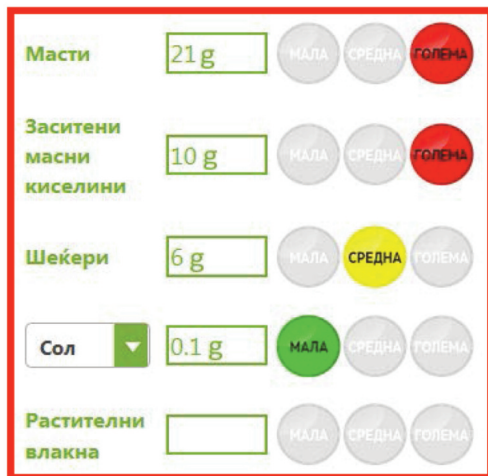 Масти 21 g МАЛА СРЕДНА ГОЛЕМА
Заситени
масни
киселини 10 g МАЛА СРЕДНА ГОЛЕМА
Шеќери 6 g МАЛА СРЕДНА ГОЛЕМА
Сол 0.1 g МАЛА СРЕДНА ГОЛЕМА
Растителни
влакна МАЛА СРЕДНА ГОЛЕМА